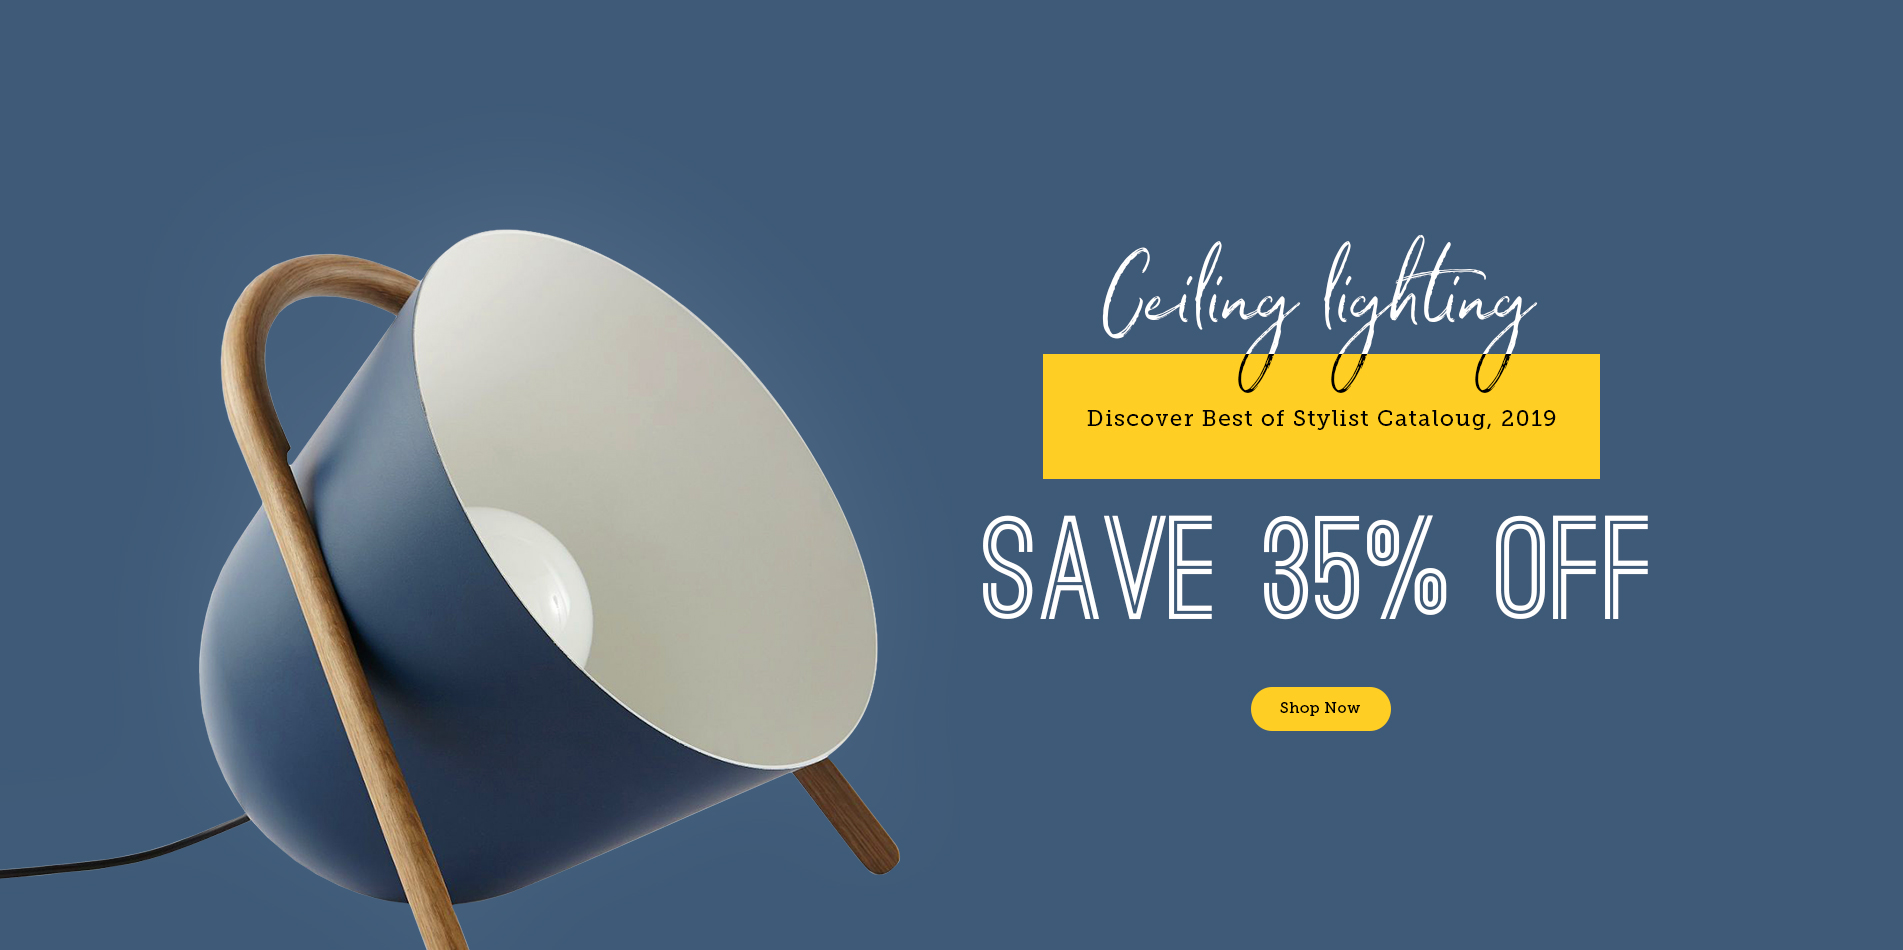 Ceiling lighting
Discover Best of Stylist Cataloug, 2019
SAVE 35% OFF
Shop Now